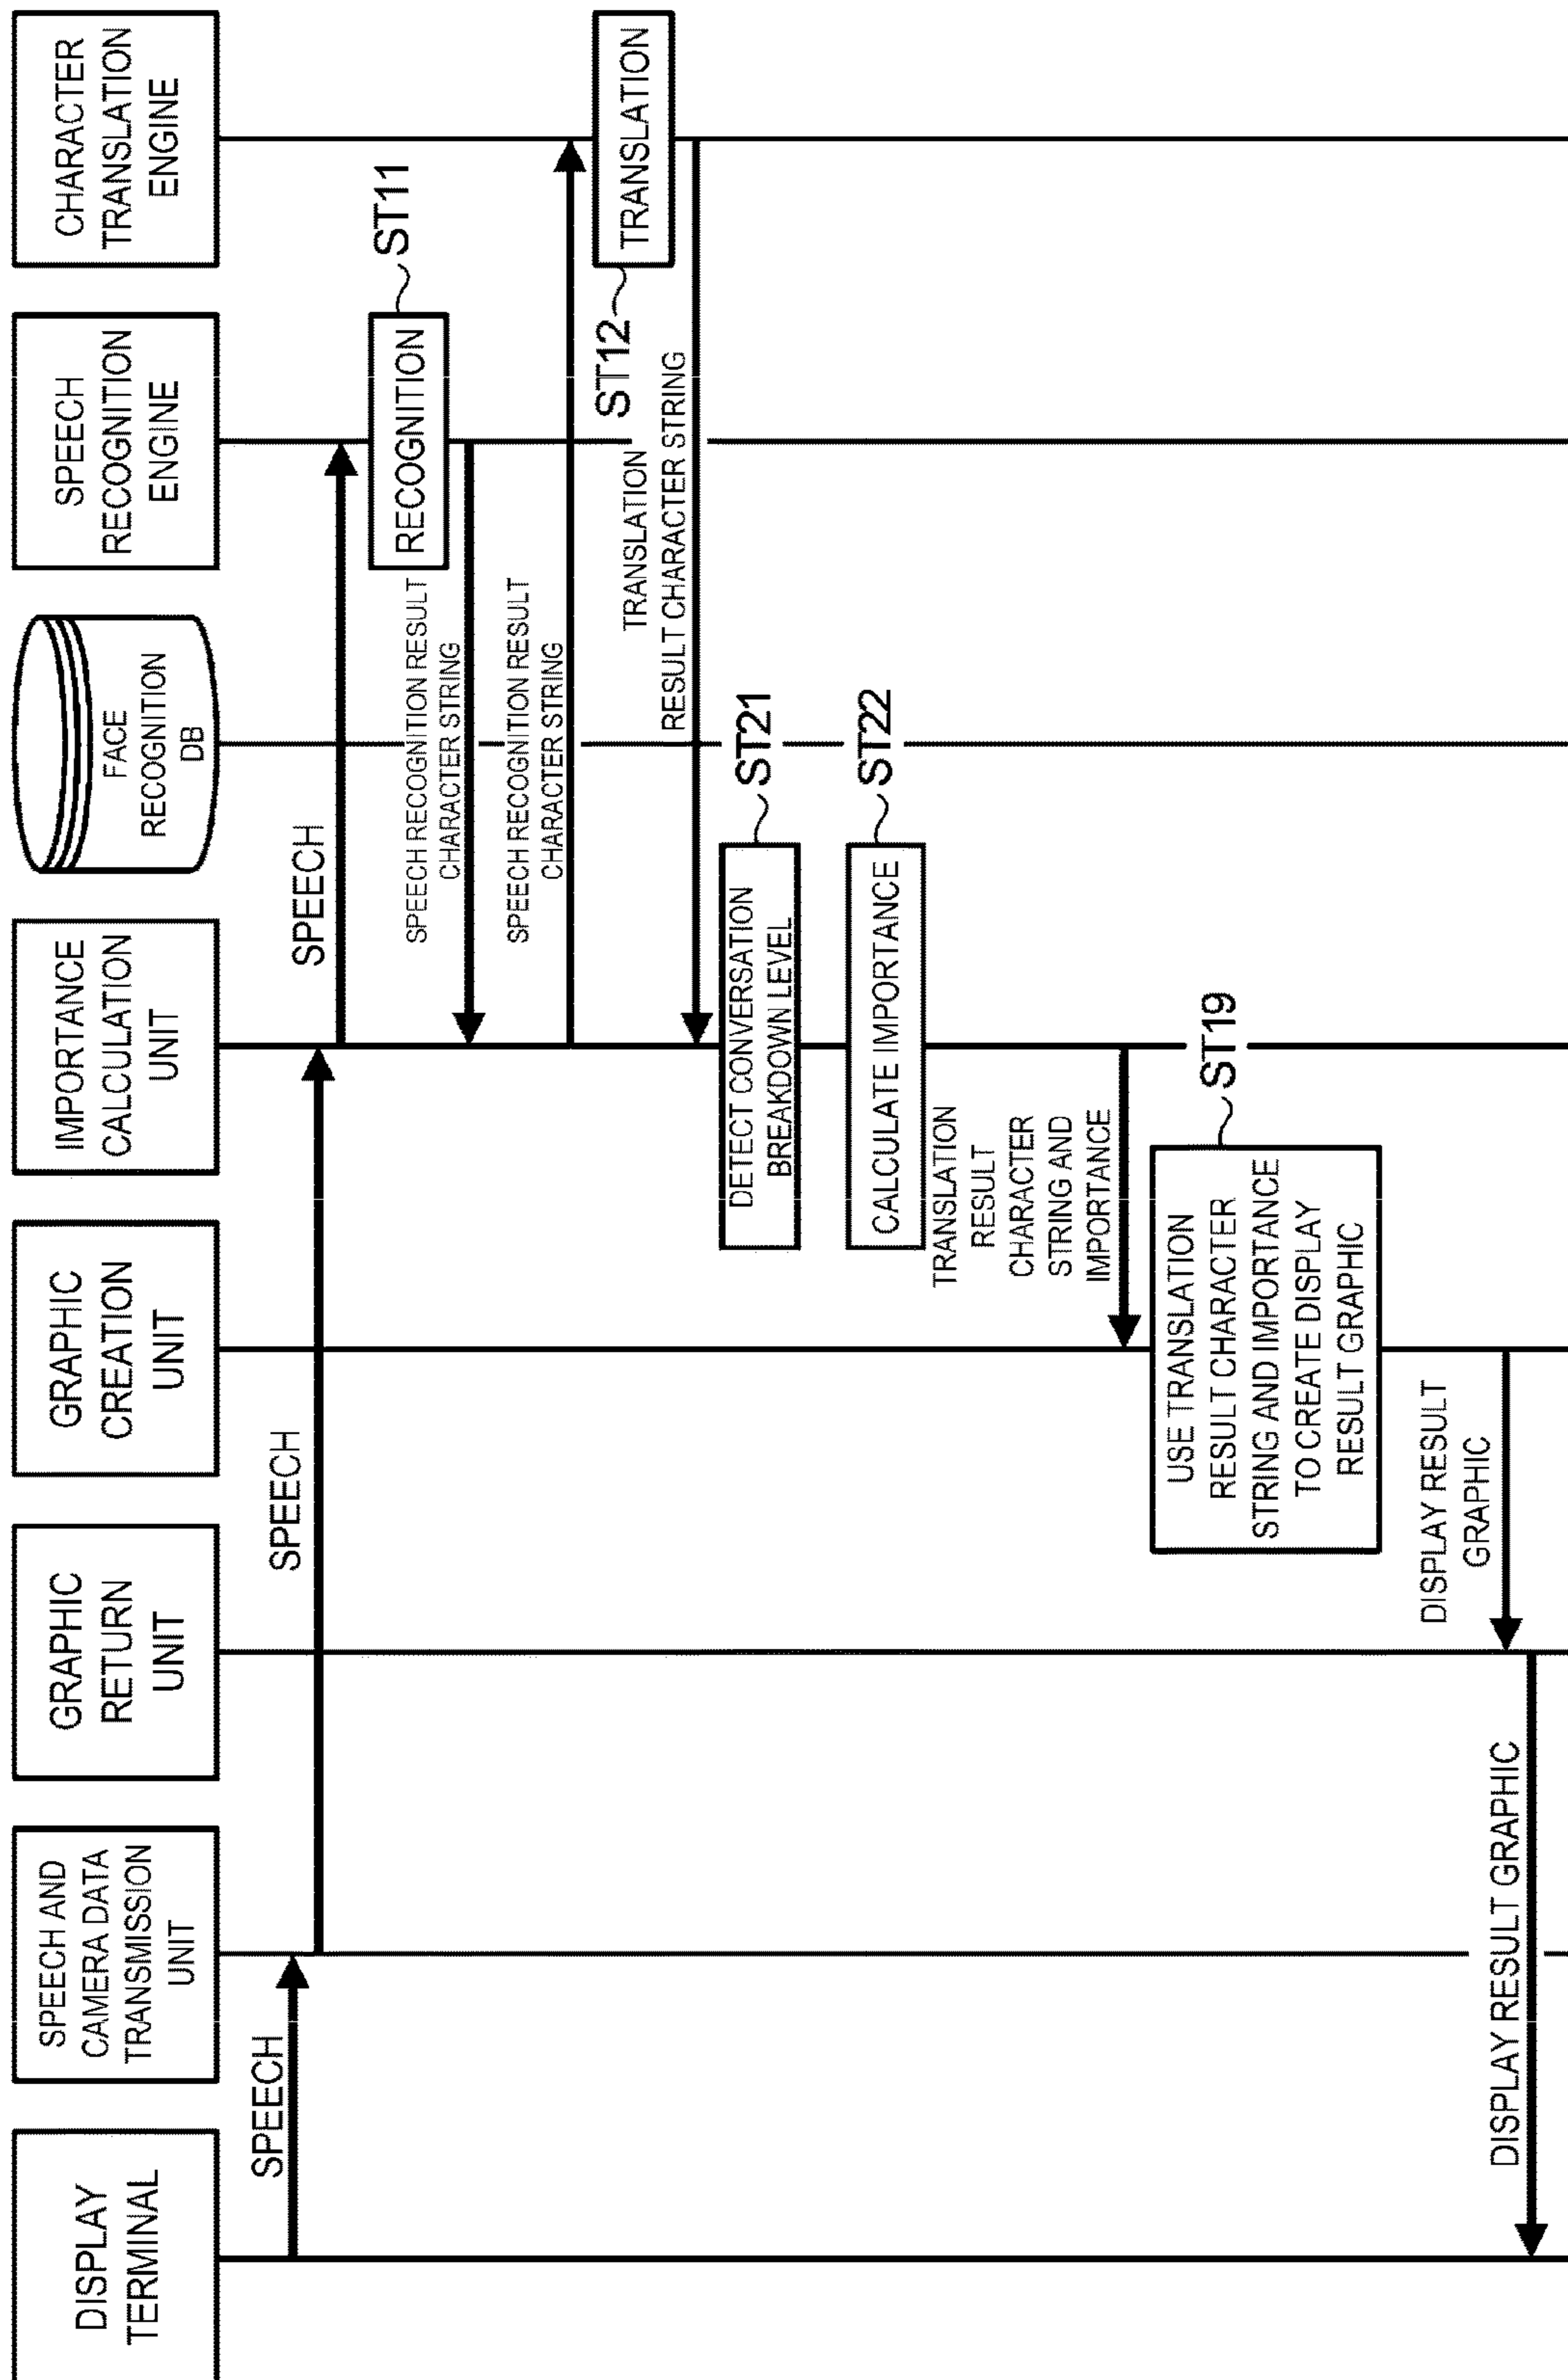 DISPLAY
TERMINAL
SPEECH AND
CAMERA DATA
TRANSMISSION
UNIT
GRAPHIC
RETURN
UNIT
GRAPHIC
CREATION
UNIT
IMPORTANCE
CALCULATION
UNIT
FACE
RECOGNITION
DB
SPEECH
RECOGNITION
ENGINE
CHARACTER
TRANSLATION
ENGINE
SPEECH
SPEECH
SPEECH
RECOGNITION
ST11
SPEECH RECOGNITION RESULT
CHARACTER STRING
SPEECH RECOGNITION RESULT
CHARACTER STRING
ST12
TRANSLATION
TRANSLATION
RESULT CHARACTER STRING
DETECT CONVERSATION
BREAKDOWN LEVEL
ST21
CALCULATE IMPORTANCE
ST22
TRANSLATION
RESULT
CHARACTER
STRING AND
IMPORTANCE
USE TRANSLATION
RESULT CHARACTER
STRING AND IMPORTANCE
TO CREATE DISPLAY
RESULT GRAPHIC
ST19
DISPLAY RESULT
GRAPHIC
DISPLAY RESULT GRAPHIC